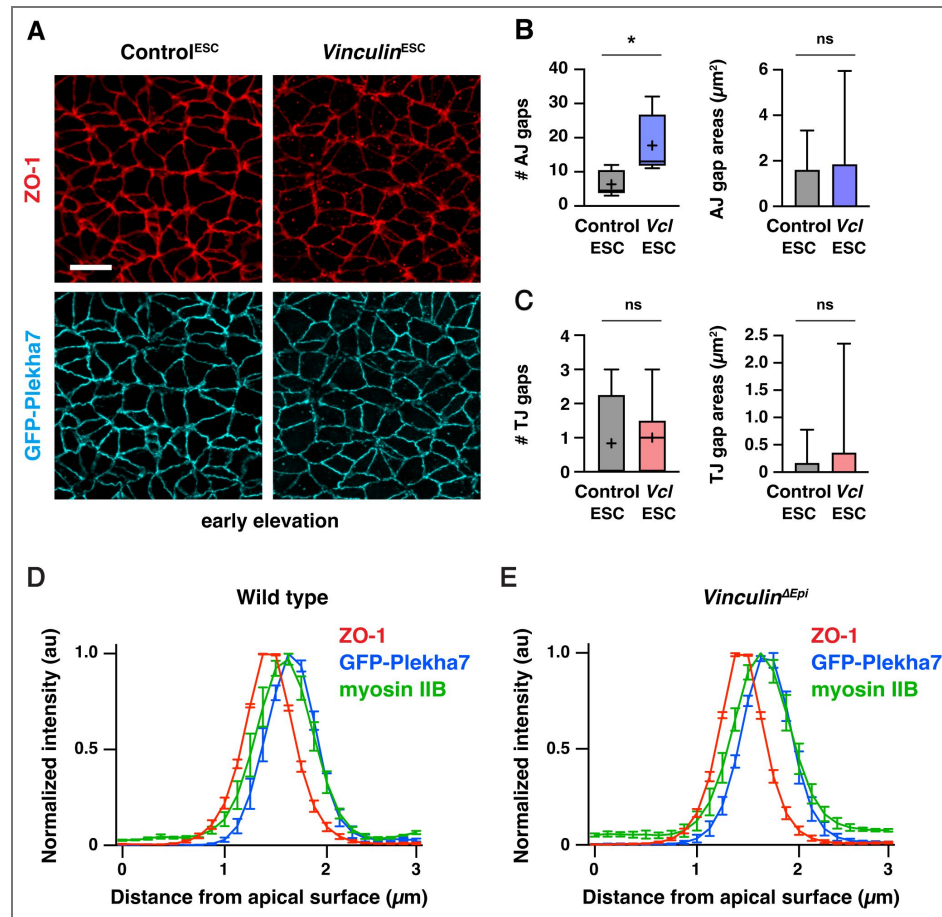 A
Control^ESC
Vinculin^ESC
ZO-1
GFP-Plekha7
early elevation
B
*
# AJ gaps
40
30
20
10
0
Control Vcl
ESC ESC
ns
AJ gap areas (µm²)
6
4
2
0
Control Vcl
ESC ESC
C
ns
# TJ gaps
4
3
2
1
0
Control Vcl
ESC ESC
ns
TJ gap areas (µm²)
2.5
2.0
1.5
1.0
0.5
0
Control Vcl
ESC ESC
D
Wild type
ZO-1
GFP-Plekha7
myosin IIB
Normalized intensity (au)
1.0
0.5
0
0 1 2 3
Distance from apical surface (µm)
E
Vinculin^ΔEpi
ZO-1
GFP-Plekha7
myosin IIB
Normalized intensity (au)
1.0
0.5
0
0 1 2 3
Distance from apical surface (µm)